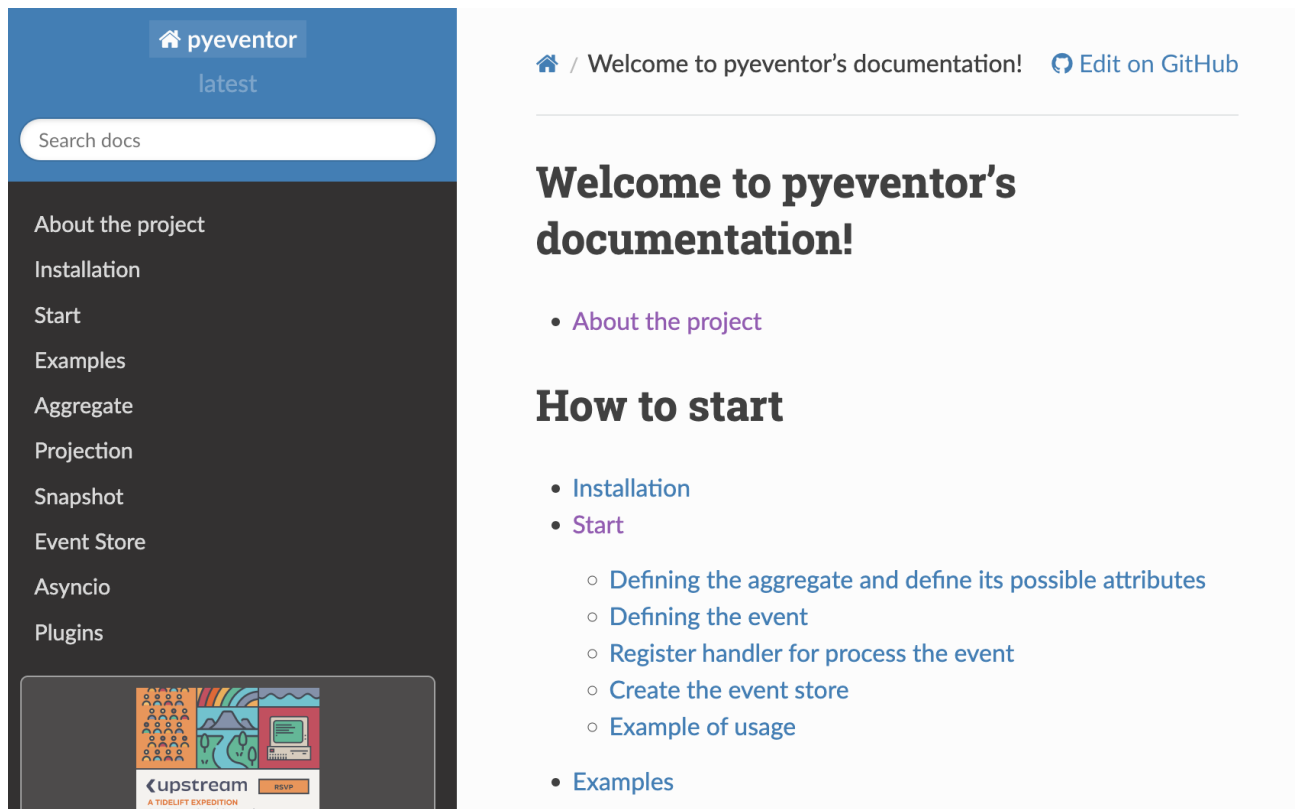 pyeventor
latest
Search docs
About the project
Installation
Start
Examples
Aggregate
Projection
Snapshot
Event Store
Asyncio
Plugins
upstream
RSVP
A TIDELIFT EXPEDITION
/ Welcome to pyeventor’s documentation!
Edit on GitHub
Welcome to pyeventor’s
documentation!
• About the project
How to start
• Installation
• Start
◦ Defining the aggregate and define its possible attributes
◦ Defining the event
◦ Register handler for process the event
◦ Create the event store
◦ Example of usage
• Examples